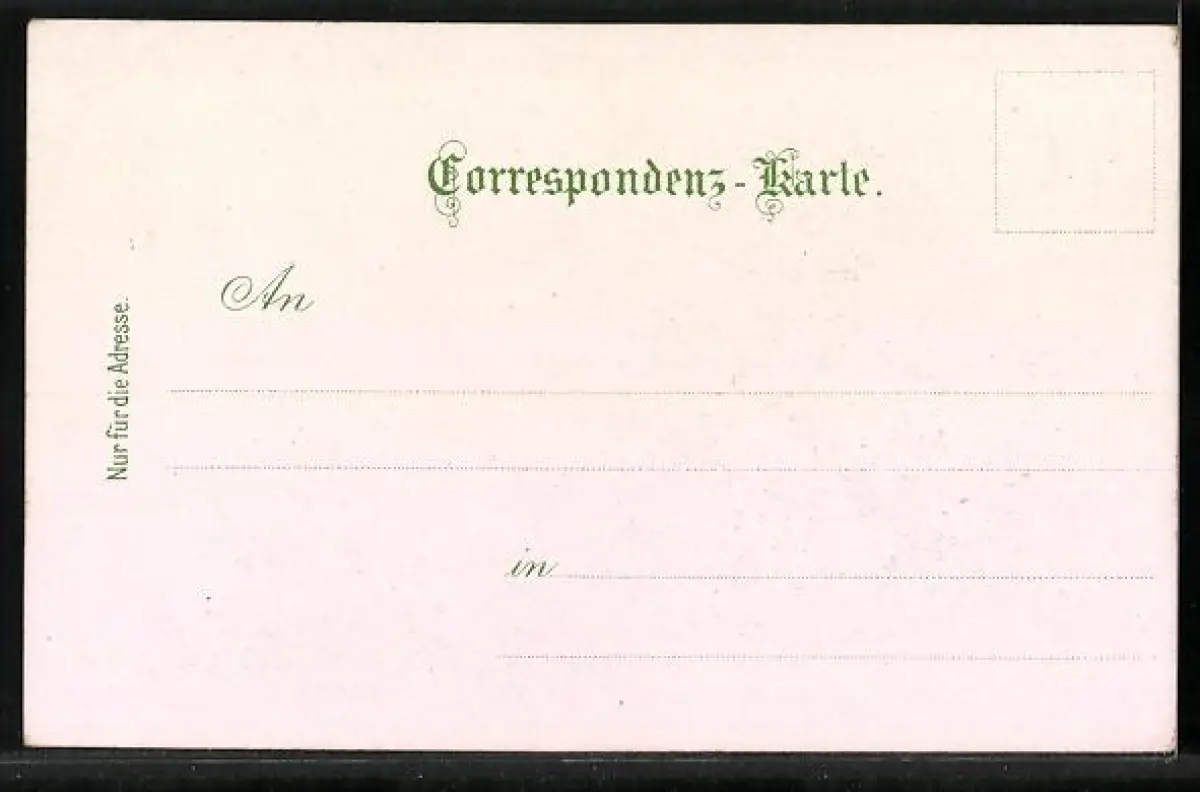 Correspondenz-Karte.
An
Nur für die Adresse.
in